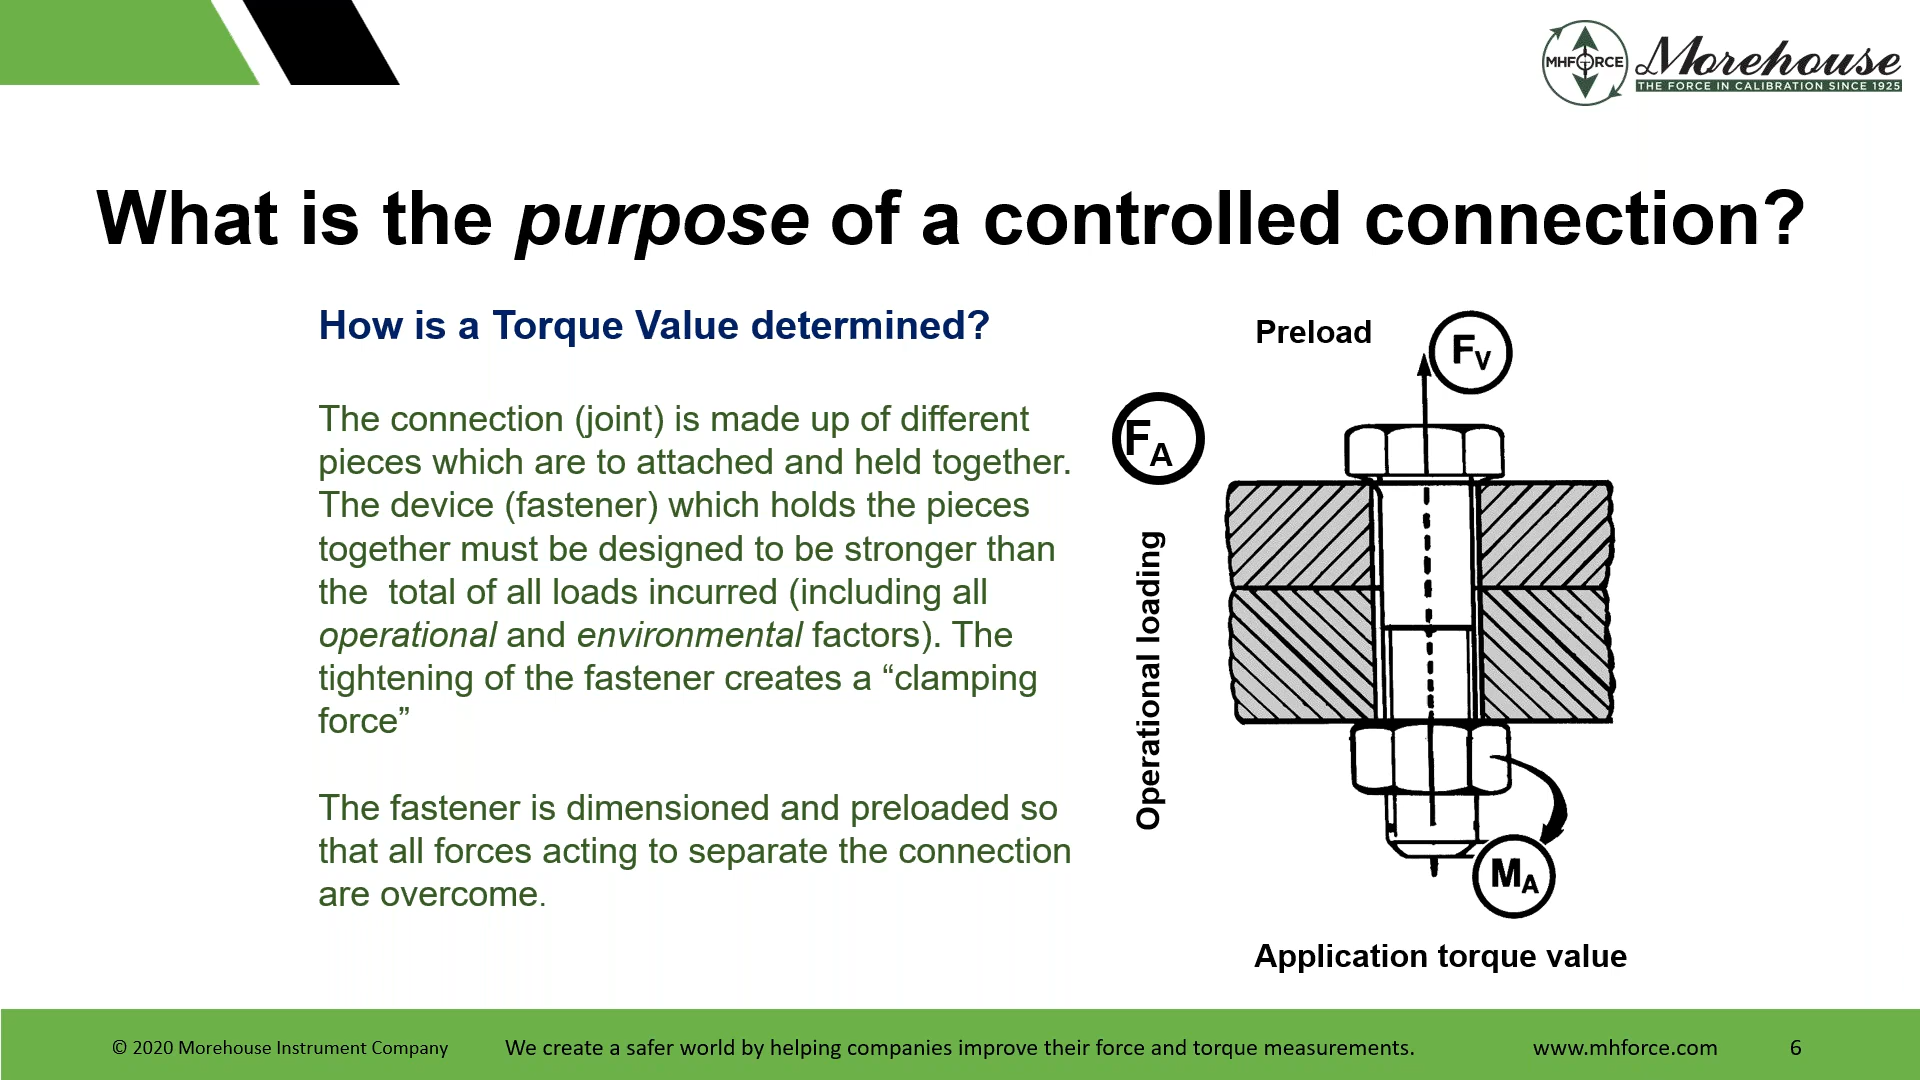 MHFORCE
Morehouse
THE FORCE IN CALIBRATION SINCE 1925
What is the purpose of a controlled connection?
How is a Torque Value determined?
The connection (joint) is made up of different
pieces which are to attached and held together.
The device (fastener) which holds the pieces
together must be designed to be stronger than
the  total of all loads incurred (including all
operational and environmental factors). The
tightening of the fastener creates a “clamping
force”
The fastener is dimensioned and preloaded so
that all forces acting to separate the connection
are overcome.
Preload
FV
FA
Operational loading
MA
Application torque value
© 2020 Morehouse Instrument Company
We create a safer world by helping companies improve their force and torque measurements.
www.mhforce.com
6